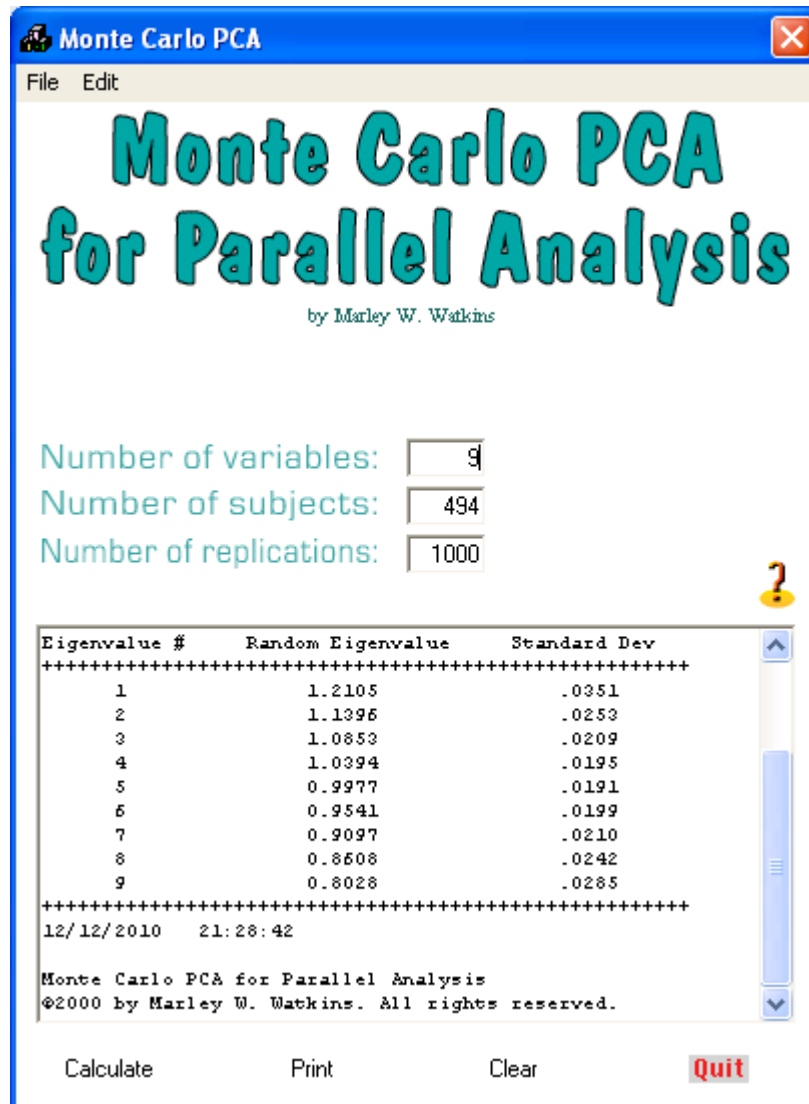 Monte Carlo PCA
File Edit
Monte Carlo PCA
for Parallel Analysis
by Marley W. Watkins
Number of variables: 9
Number of subjects: 494
Number of replications: 1000
?
Eigenvalue # Random Eigenvalue Standard Dev
++++++++++++++++++++++++++++++++++++++++++++++++++++++
1 1.2105 .0351
2 1.1396 .0253
3 1.0853 .0209
4 1.0394 .0195
5 0.9977 .0191
6 0.9541 .0199
7 0.9097 .0210
8 0.8608 .0242
9 0.8028 .0285
++++++++++++++++++++++++++++++++++++++++++++++++++++++
12/12/2010 21:28:42
Monte Carlo PCA for Parallel Analysis
©2000 by Marley W. Watkins. All rights reserved.
Calculate Print Clear Quit